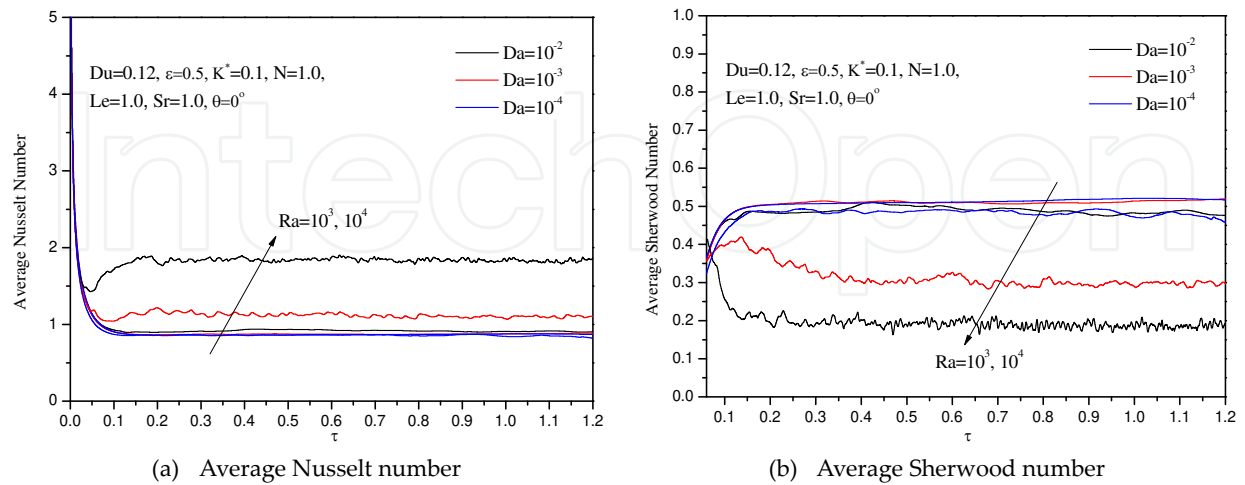 5
4
3
2
1
0
Average Nusselt Number
Du=0.12, ε=0.5, K*=0.1, N=1.0,
Le=1.0, Sr=1.0, θ=0°
Da=10⁻²
Da=10⁻³
Da=10⁻⁴
Ra=10³, 10⁴
0.0 0.1 0.2 0.3 0.4 0.5 0.6 0.7 0.8 0.9 1.0 1.1 1.2
τ
(a) Average Nusselt number
1.0
0.9
0.8
0.7
0.6
0.5
0.4
0.3
0.2
0.1
0.0
Average Sherwood Number
Du=0.12, ε=0.5, K*=0.1, N=1.0,
Le=1.0, Sr=1.0, θ=0°
Da=10⁻²
Da=10⁻³
Da=10⁻⁴
Ra=10³, 10⁴
0.1 0.2 0.3 0.4 0.5 0.6 0.7 0.8 0.9 1.0 1.1 1.2
τ
(b) Average Sherwood number
IntechOpen